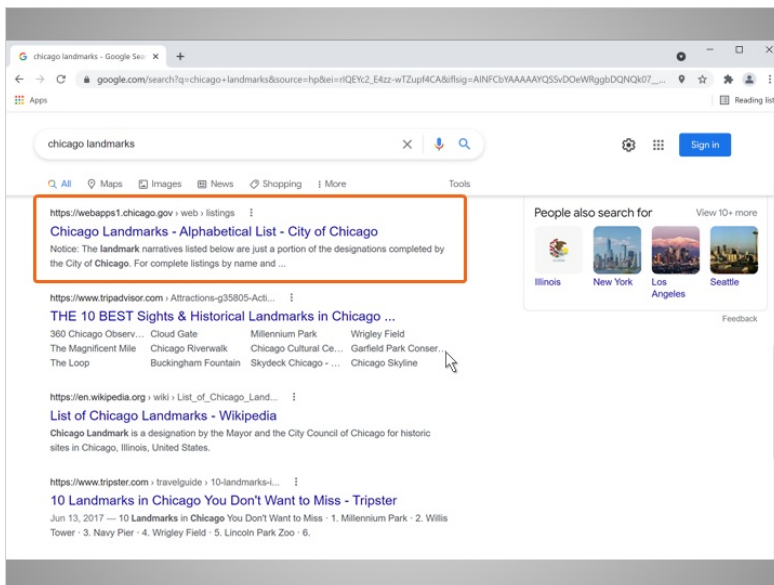 chicago landmarks - Google Sear
google.com/search?q=chicago+landmarks&source=hp&ei=rIQEYc2_E4zz-wTZupf4CA&iflsig=AINFCbYAAAAAYQSSvDOeWRggbDQNQk07__...
Apps
Reading list
chicago landmarks
Sign in
All Maps Images News Shopping More Tools
https://webapps1.chicago.gov › web › listings
Chicago Landmarks - Alphabetical List - City of Chicago
Notice: The landmark narratives listed below are just a portion of the designations completed by
the City of Chicago. For complete listings by name and ...
https://www.tripadvisor.com › Attractions-g35805-Acti...
THE 10 BEST Sights & Historical Landmarks in Chicago ...
360 Chicago Observ... Cloud Gate Millennium Park Wrigley Field
The Magnificent Mile Chicago Riverwalk Chicago Cultural Ce... Garfield Park Conser...
The Loop Buckingham Fountain Skydeck Chicago - ... Chicago Skyline
https://en.wikipedia.org › wiki › List_of_Chicago_Land...
List of Chicago Landmarks - Wikipedia
Chicago Landmark is a designation by the Mayor and the City Council of Chicago for historic
sites in Chicago, Illinois, United States.
https://www.tripster.com › travelguide › 10-landmarks-i...
10 Landmarks in Chicago You Don't Want to Miss - Tripster
Jun 13, 2017 — 10 Landmarks in Chicago You Don't Want to Miss · 1. Millennium Park · 2. Willis
Tower · 3. Navy Pier · 4. Wrigley Field · 5. Lincoln Park Zoo · 6.
People also search for View 10+ more
Illinois New York Los Angeles Seattle
Feedback